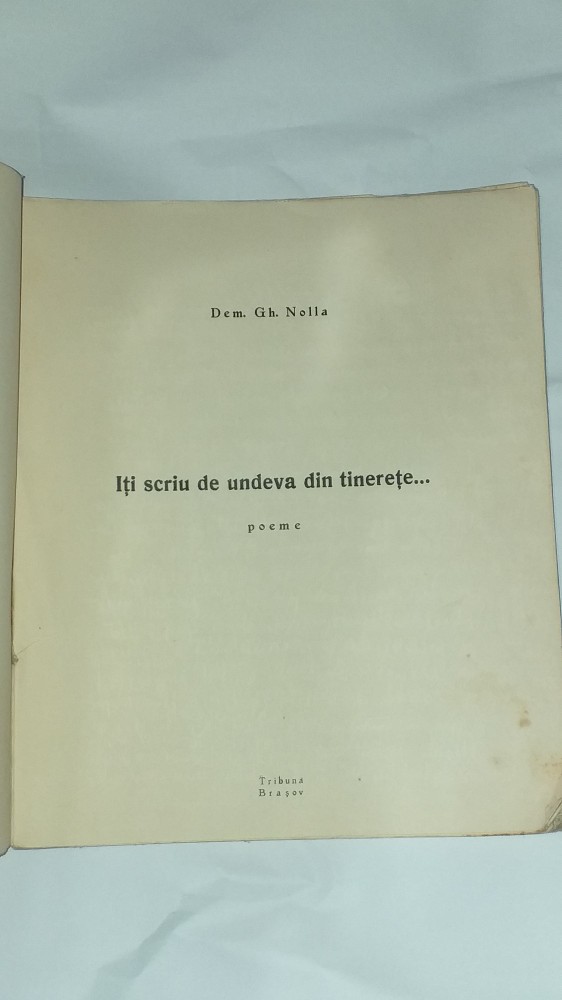 Dem. Gh. Nolla
Iți scriu de undeva din tinerețe...
poeme
Tribuna
Brașov